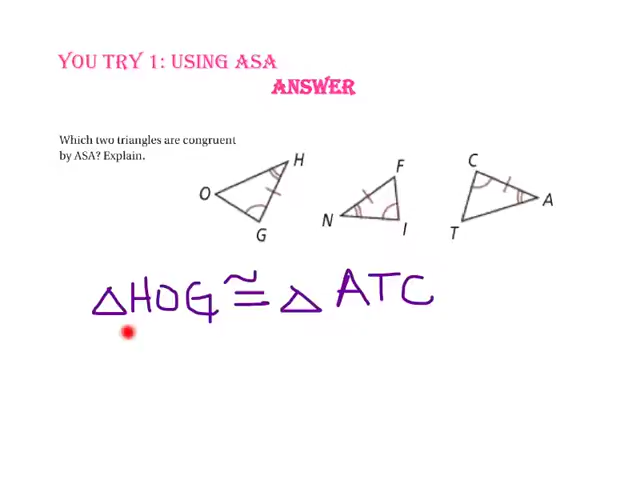 YOU TRY 1: USING ASA
ANSWER
Which two triangles are congruent
by ASA? Explain.
H
O
G
F
N
I
C
A
T
△HOG ≅ △ATC